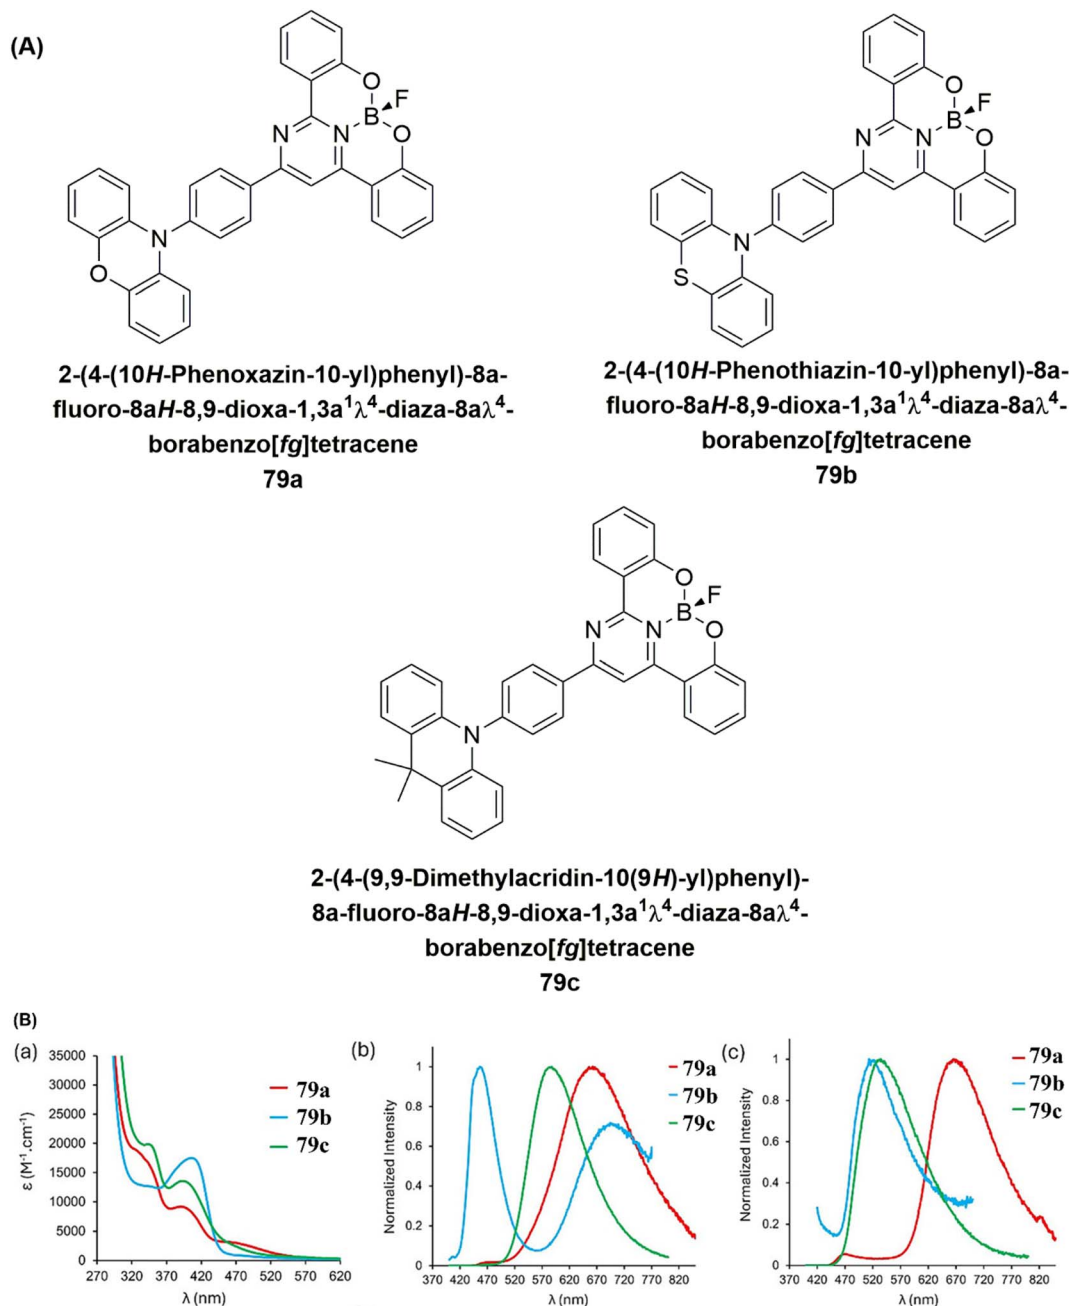 (A)
O
F
B
N
N
O
N
O
O
F
B
N
N
O
N
S
2-(4-(10H-Phenoxazin-10-yl)phenyl)-8a-
fluoro-8aH-8,9-dioxa-1,3a¹λ⁴-diaza-8aλ⁴-
borabenzo[fg]tetracene
79a
2-(4-(10H-Phenothiazin-10-yl)phenyl)-8a-
fluoro-8aH-8,9-dioxa-1,3a¹λ⁴-diaza-8aλ⁴-
borabenzo[fg]tetracene
79b
O
F
B
N
N
O
N
2-(4-(9,9-Dimethylacridin-10(9H)-yl)phenyl)-
8a-fluoro-8aH-8,9-dioxa-1,3a¹λ⁴-diaza-8aλ⁴-
borabenzo[fg]tetracene
79c
(B)
(a)
35000
30000
25000
20000
15000
10000
5000
0
ε (M⁻¹.cm⁻¹)
270 320 370 420 470 520 570 620
λ (nm)
79a
79b
79c
(b)
1
0.8
0.6
0.4
0.2
0
Normalized Intensity
370 420 470 520 570 620 670 720 770 820
λ (nm)
79a
79b
79c
(c)
1
0.8
0.6
0.4
0.2
0
Normalized Intensity
370 420 470 520 570 620 670 720 770 820
λ (nm)
79a
79b
79c